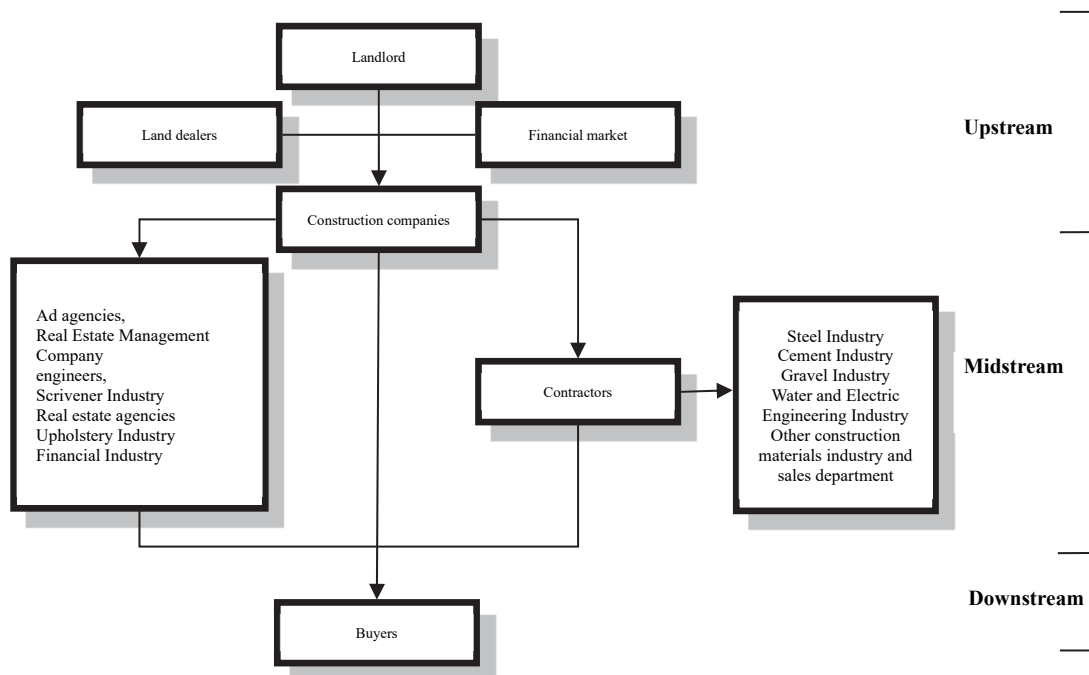 Landlord
Land dealers
Financial market
Upstream
Construction companies
Ad agencies,
Real Estate Management
Company
engineers,
Scrivener Industry
Real estate agencies
Upholstery Industry
Financial Industry
Contractors
Steel Industry
Cement Industry
Gravel Industry
Water and Electric
Engineering Industry
Other construction
materials industry and
sales department
Midstream
Downstream
Buyers